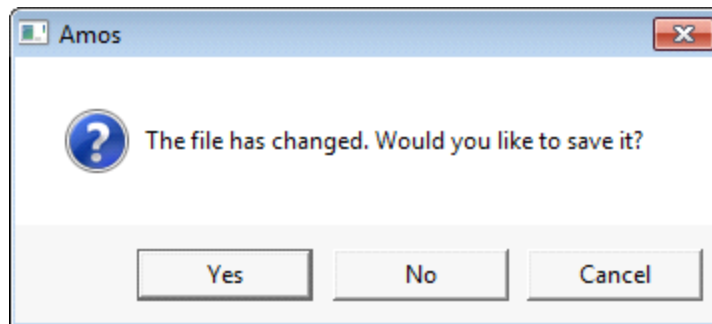 Amos
The file has changed. Would you like to save it?
Yes
No
Cancel